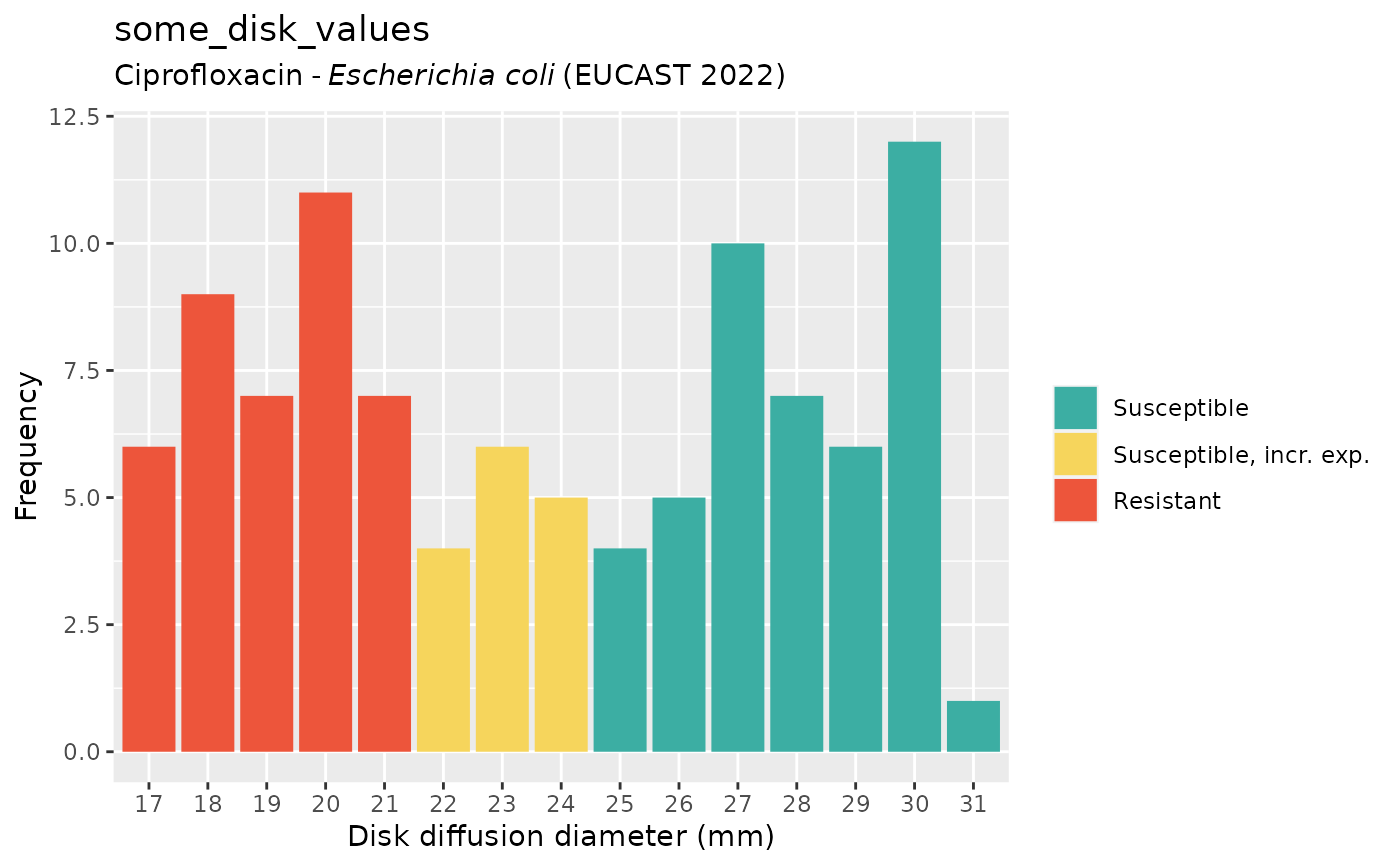 some_disk_values
Ciprofloxacin - Escherichia coli (EUCAST 2022)
Frequency
12.5
10.0
7.5
5.0
2.5
0.0
17 18 19 20 21 22 23 24 25 26 27 28 29 30 31
Disk diffusion diameter (mm)
Susceptible
Susceptible, incr. exp.
Resistant